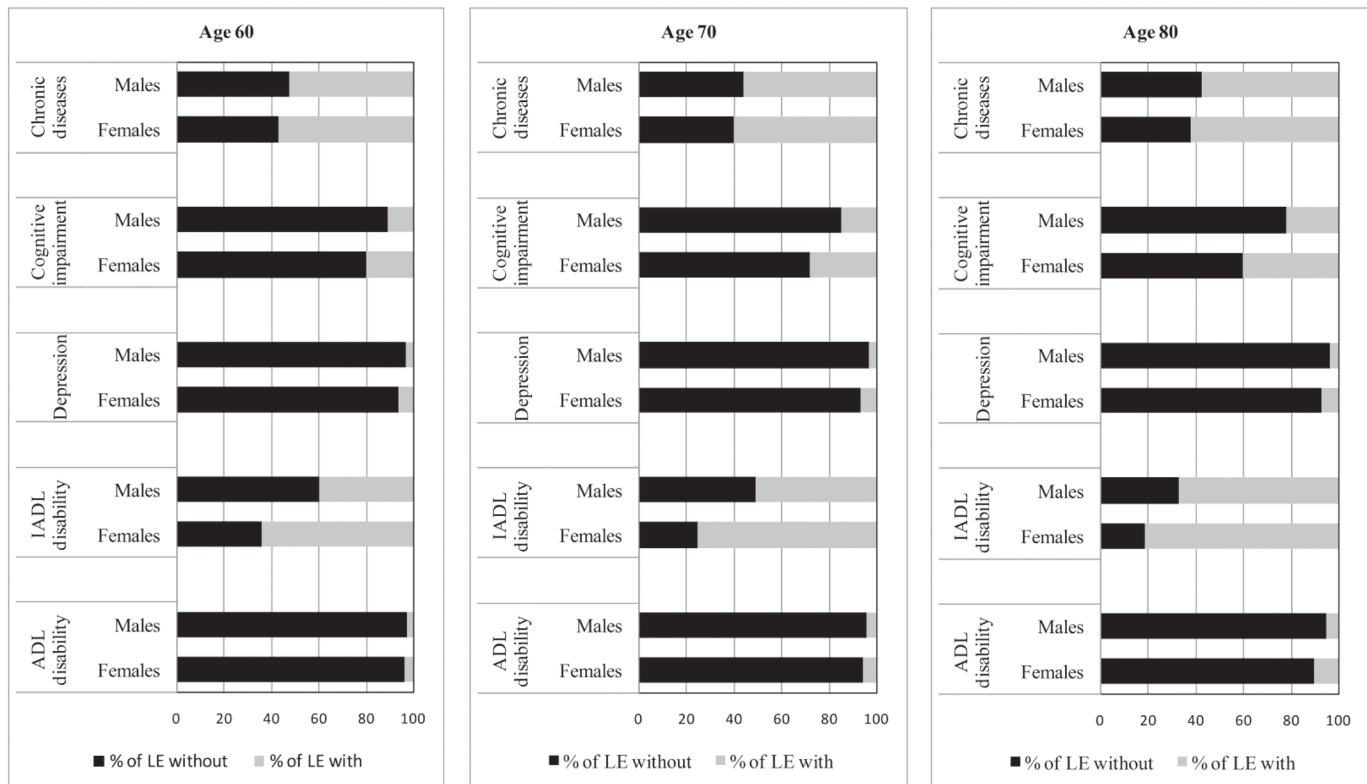 Age 60
Chronic
diseases
Males
Females
Cognitive
impairment
Males
Females
Depression
Males
Females
IADL
disability
Males
Females
ADL
disability
Males
Females
0 20 40 60 80 100
% of LE without % of LE with
Age 70
Chronic
diseases
Males
Females
Cognitive
impairment
Males
Females
Depression
Males
Females
IADL
disability
Males
Females
ADL
disability
Males
Females
0 20 40 60 80 100
% of LE without % of LE with
Age 80
Chronic
diseases
Males
Females
Cognitive
impairment
Males
Females
Depression
Males
Females
IADL
disability
Males
Females
ADL
disability
Males
Females
0 20 40 60 80 100
% of LE without % of LE with